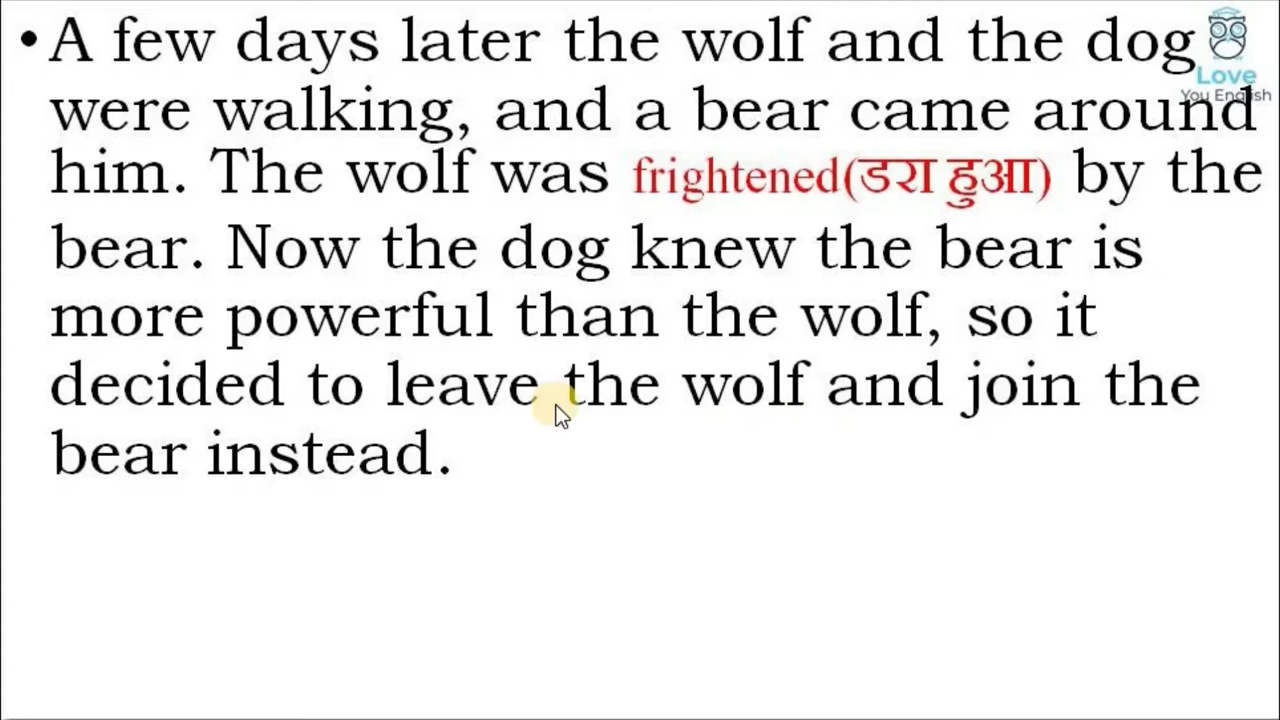 • A few days later the wolf and the dog
Love
You English
were walking, and a bear came around
him. The wolf was frightened(डरा हुआ) by the
bear. Now the dog knew the bear is
more powerful than the wolf, so it
decided to leave the wolf and join the
bear instead.